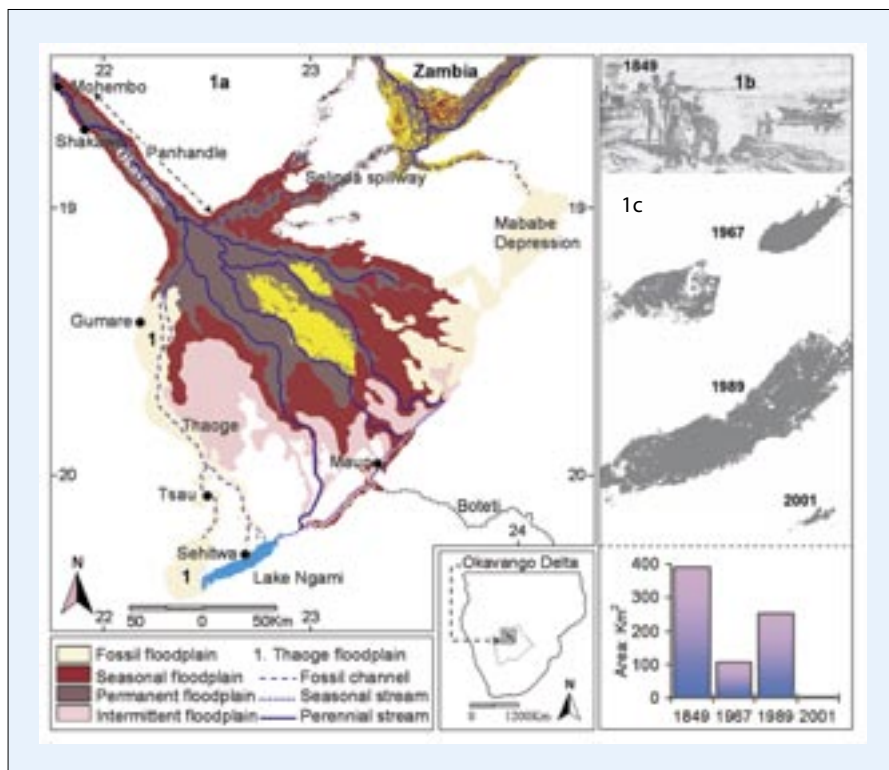 22
1a
23
Zambia
Mohembo
Panhandle
Selinda spillway
19
19
Mababe
Depression
Gumare
1
Thaoge
Maun
20
20
Tsau
Boteti
24
Sehitwa
1
Lake Ngami
N
22
23
50
0
50Km
Fossil floodplain
Seasonal floodplain
Permanent floodplain
Intermittent floodplain
1. Thaoge floodplain
Fossil channel
Seasonal stream
Perennial stream
Okavango Delta
N
0
1200Km
1849
1b
1c
1967
1989
2001
Area: Km²
400
300
200
100
0
1849 1967 1989 2001